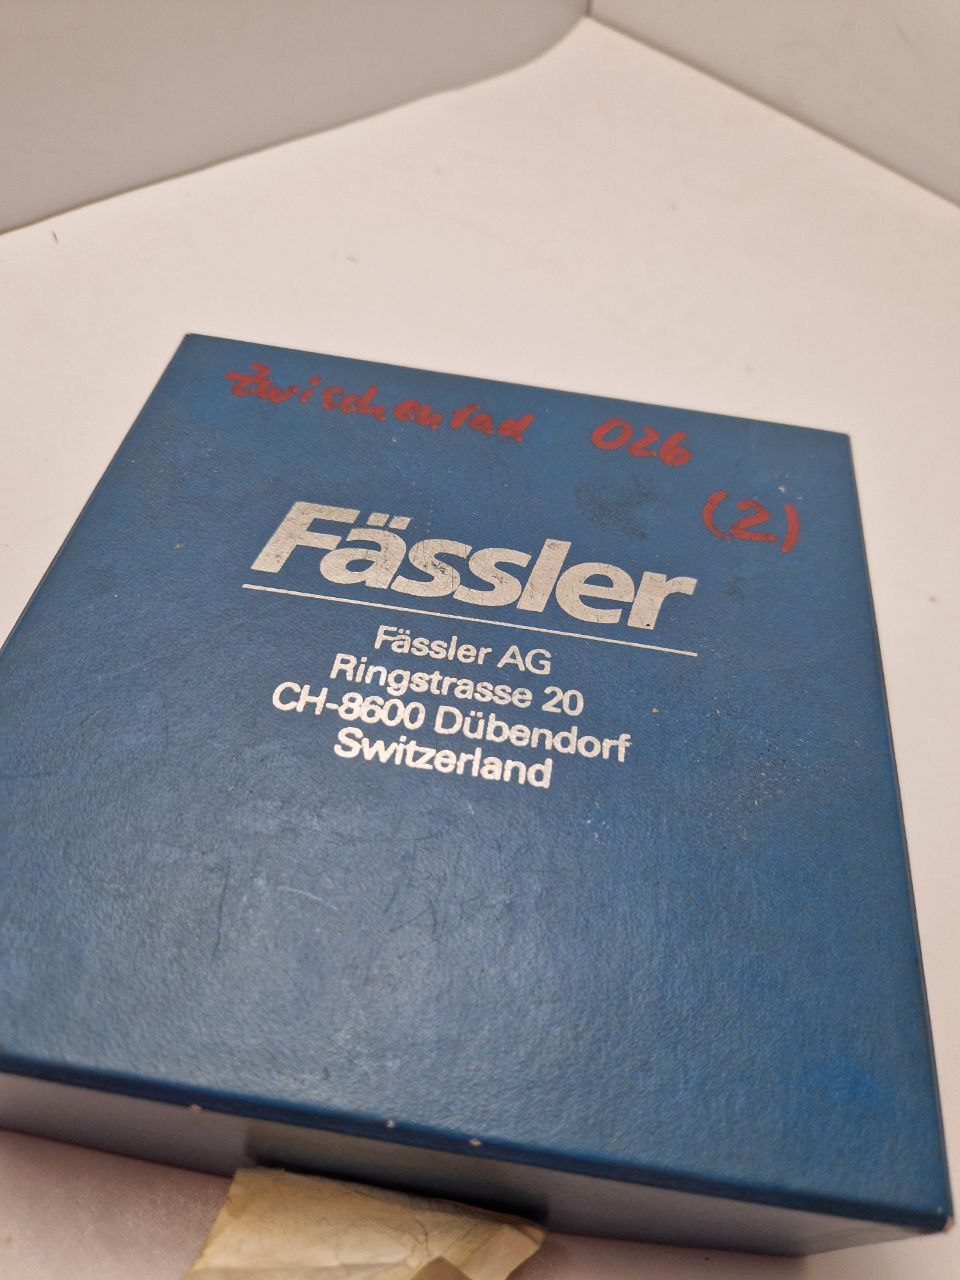 Zwischenrad 026
(2)
Fässler
Fässler AG
Ringstrasse 20
CH-8600 Dübendorf
Switzerland